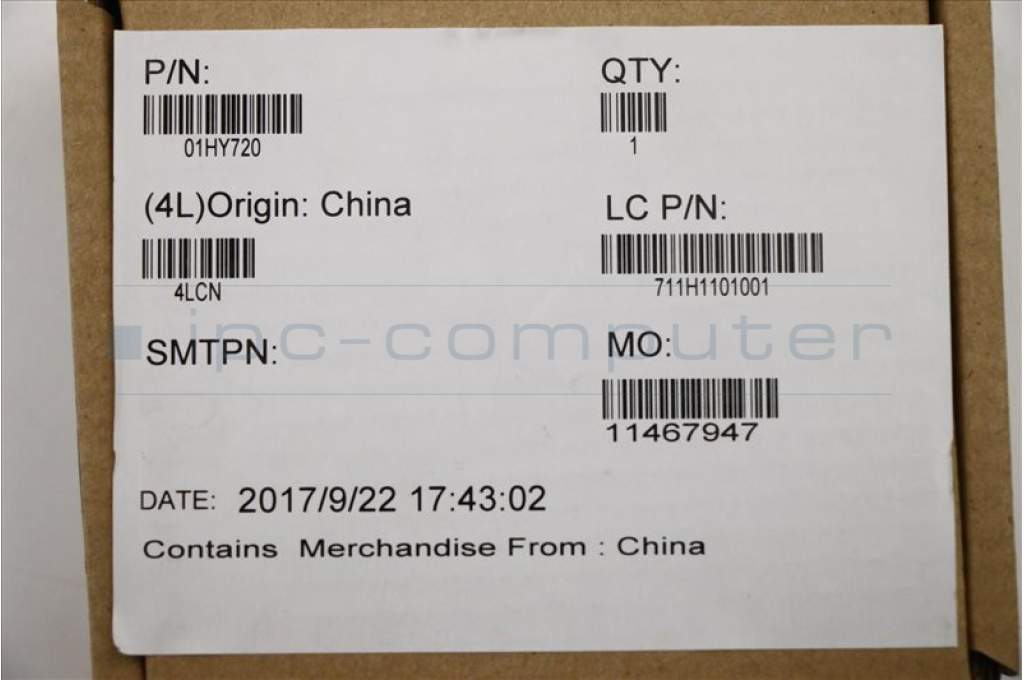 P/N:
QTY:
01HY720
1
(4L)Origin: China
LC P/N:
4LCN
711H1101001
ipc-computer
SMTPN:
MO:
11467947
DATE: 2017/9/22 17:43:02
Contains Merchandise From : China